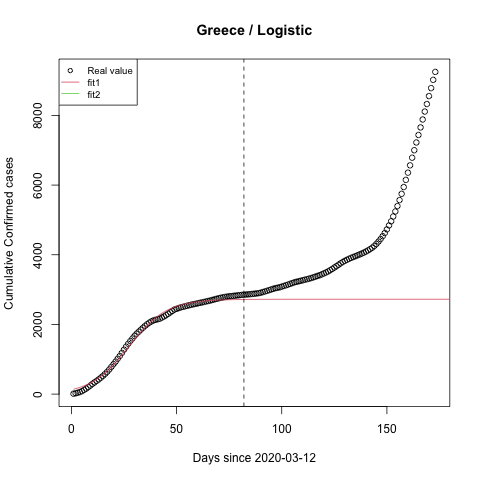 Greece / Logistic
Real value
fit1
fit2
Cumulative Confirmed cases
8000
6000
4000
2000
0
0 50 100 150
Days since 2020-03-12